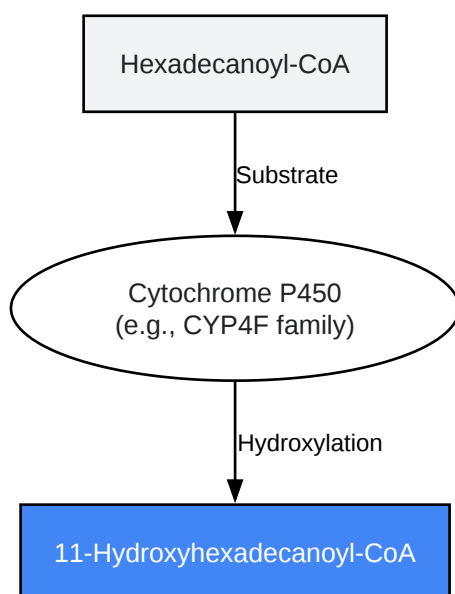 Hexadecanoyl-CoA
Substrate
Cytochrome P450
(e.g., CYP4F family)
Hydroxylation
11-Hydroxyhexadecanoyl-CoA